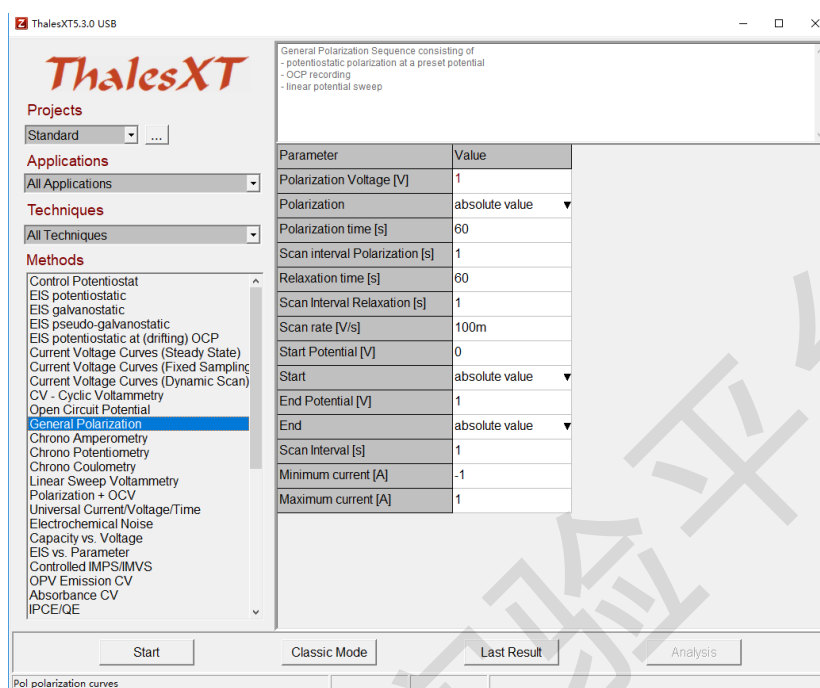 ThalesXT5.3.0 USB
ThalesXT
Projects
Standard
...
Applications
All Applications
Techniques
All Techniques
Methods
Control Potentiostat
EIS potentiostatic
EIS galvanostatic
EIS pseudo-galvanostatic
EIS potentiostatic at (drifting) OCP
Current Voltage Curves (Steady State)
Current Voltage Curves (Fixed Sampling
Current Voltage Curves (Dynamic Scan)
CV - Cyclic Voltammetry
Open Circuit Potential
General Polarization
Chrono Amperometry
Chrono Potentiometry
Chrono Coulometry
Linear Sweep Voltammetry
Polarization + OCV
Universal Current/Voltage/Time
Electrochemical Noise
Capacity vs. Voltage
EIS vs. Parameter
Controlled IMPS/IMVS
OPV Emission CV
Absorbance CV
IPCE/QE
General Polarization Sequence consisting of
- potentiostatic polarization at a preset potential
- OCP recording
- linear potential sweep
Parameter Value
Polarization Voltage [V] 1
Polarization absolute value
Polarization time [s] 60
Scan interval Polarization [s] 1
Relaxation time [s] 60
Scan Interval Relaxation [s] 1
Scan rate [V/s] 100m
Start Potential [V] 0
Start absolute value
End Potential [V] 1
End absolute value
Scan Interval [s] 1
Minimum current [A] -1
Maximum current [A] 1
Start Classic Mode Last Result Analysis
Pol polarization curves
验平